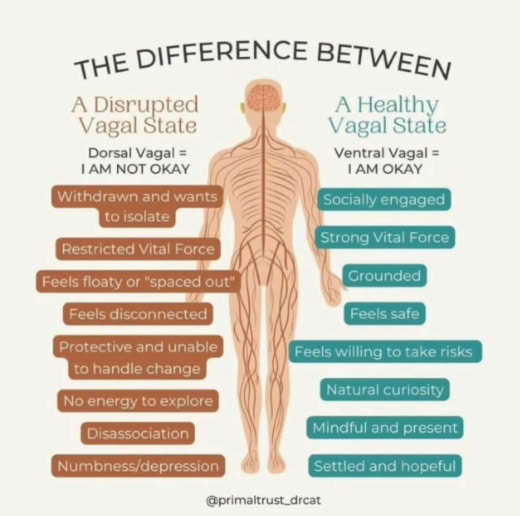 THE DIFFERENCE BETWEEN
A Disrupted
Vagal State
Dorsal Vagal =
I AM NOT OKAY
Withdrawn and wants
to isolate
Restricted Vital Force
Feels floaty or "spaced out"
Feels disconnected
Protective and unable
to handle change
No energy to explore
Disassociation
Numbness/depression
A Healthy
Vagal State
Ventral Vagal =
I AM OKAY
Socially engaged
Strong Vital Force
Grounded
Feels safe
Feels willing to take risks
Natural curiosity
Mindful and present
Settled and hopeful
@primaltrust_drcat